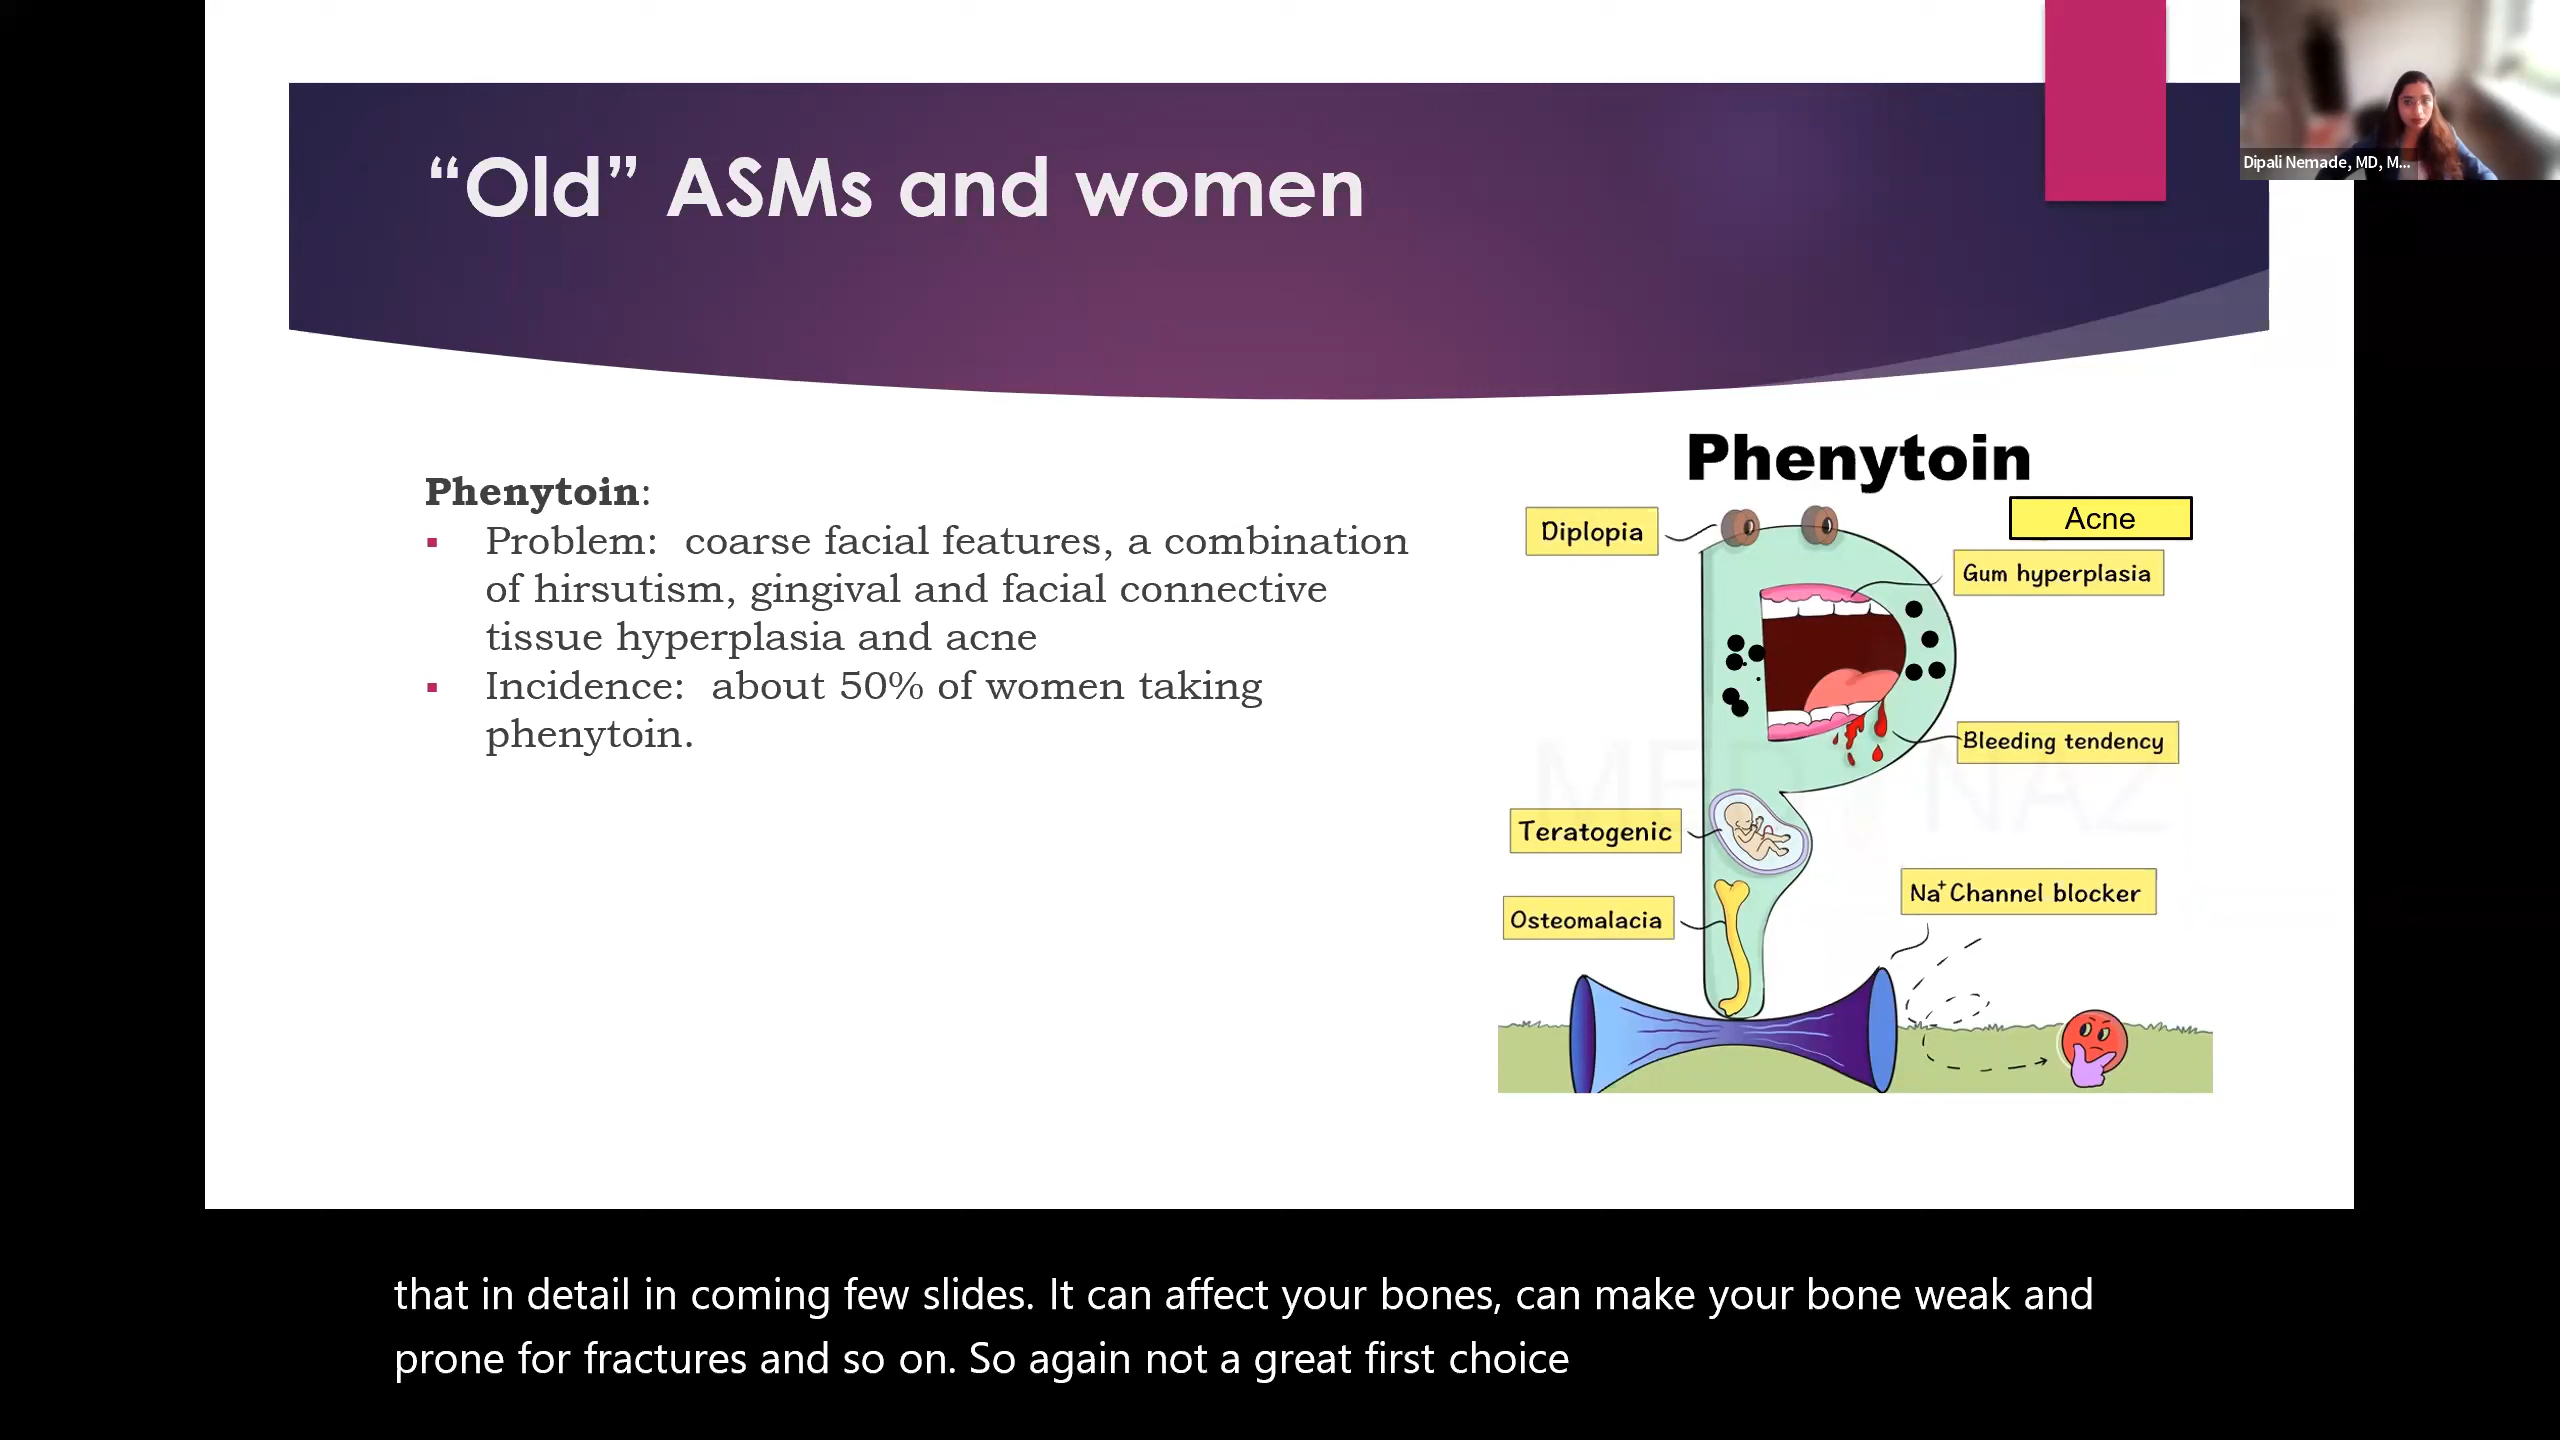 “Old” ASMs and women
Dipali Nemade, MD, M...
Phenytoin:
▪ Problem: coarse facial features, a combination
of hirsutism, gingival and facial connective
tissue hyperplasia and acne
▪ Incidence: about 50% of women taking
phenytoin.
Phenytoin
Diplopia
Acne
Gum hyperplasia
Bleeding tendency
MED NAZ
Teratogenic
Na⁺ Channel blocker
Osteomalacia
that in detail in coming few slides. It can affect your bones, can make your bone weak and
prone for fractures and so on. So again not a great first choice